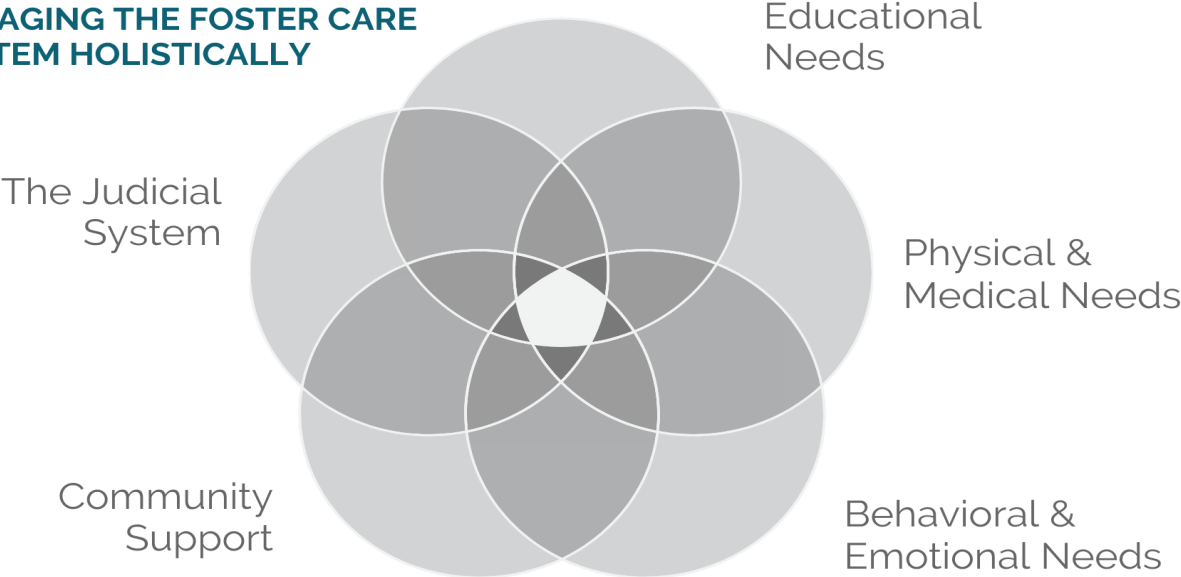 AGING THE FOSTER CARE
TEM HOLISTICALLY
Educational
Needs
The Judicial
System
Physical &
Medical Needs
Community
Support
Behavioral &
Emotional Needs